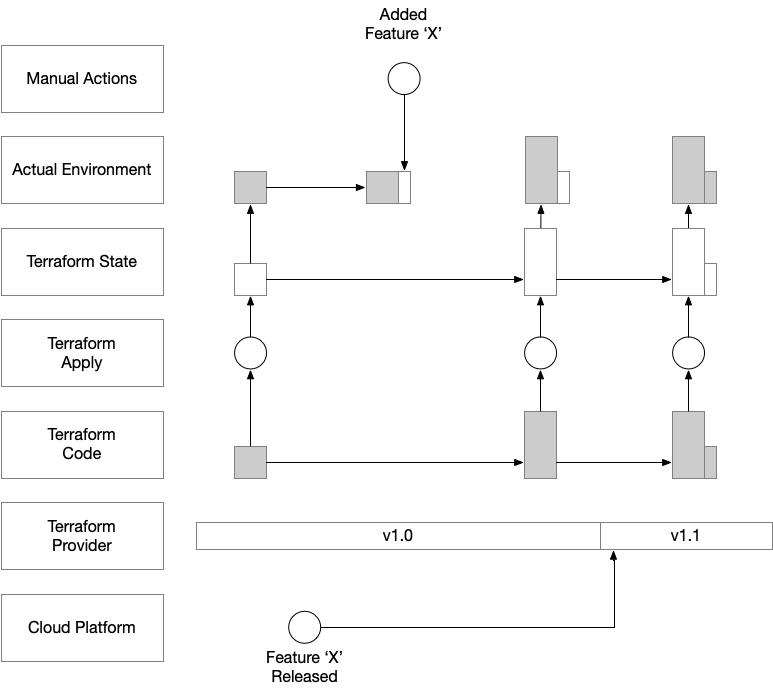 Added
Feature ‘X’
Manual Actions
Actual Environment
Terraform State
Terraform
Apply
Terraform
Code
Terraform
Provider
v1.0
v1.1
Cloud Platform
Feature ‘X’
Released